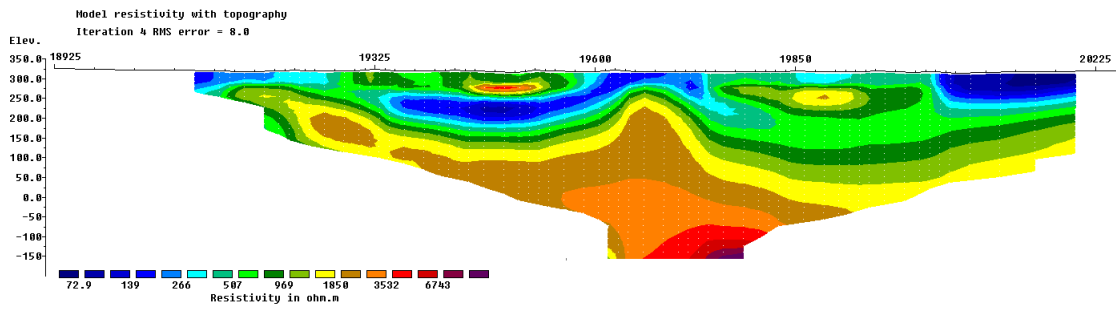 Model resistivity with topography
Iteration 4 RMS error = 8.0
Elev.
18925 19325 19600 19850 20225
350.0
300.0
250.0
200.0
150.0
100.0
50.0
0.0
-50
-100
-150
72.9 139 266 507 969 1850 3532 6743
Resistivity in ohm.m